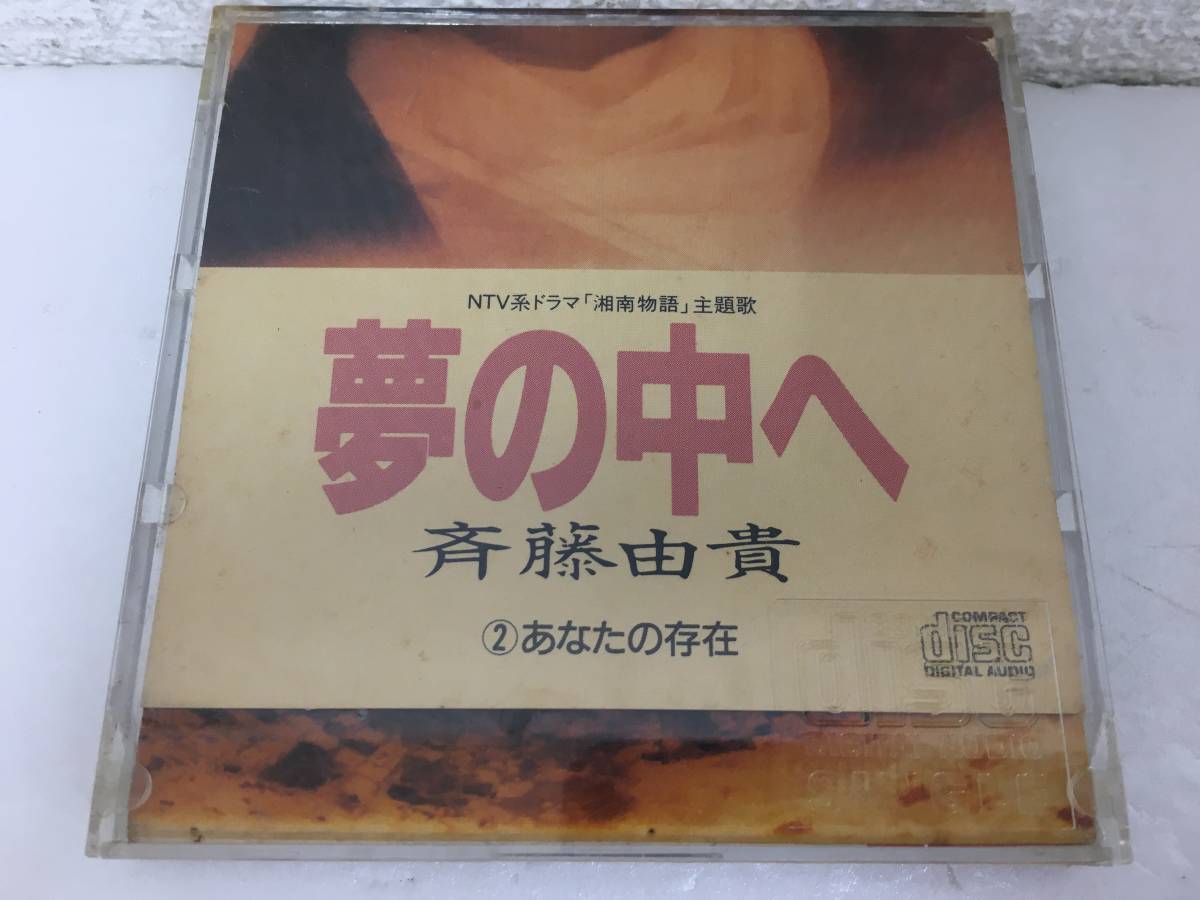 NTV系ドラマ「湘南物語」主題歌
夢の中へ
斉藤由貴
②あなたの存在
COMPACT
disc
DIGITAL AUDIO